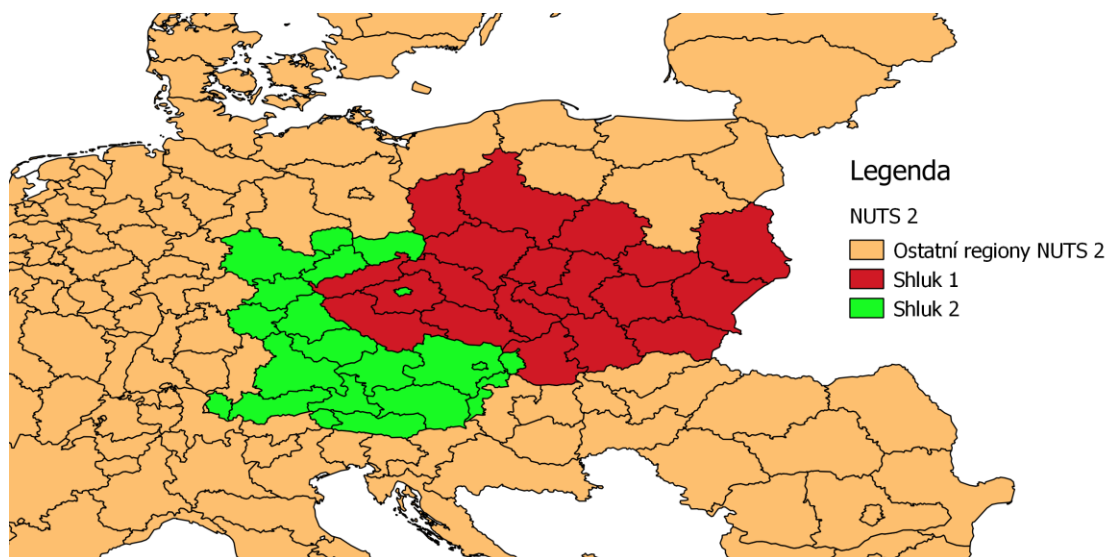 Legenda
NUTS 2
Ostatní regiony NUTS 2
Shluk 1
Shluk 2